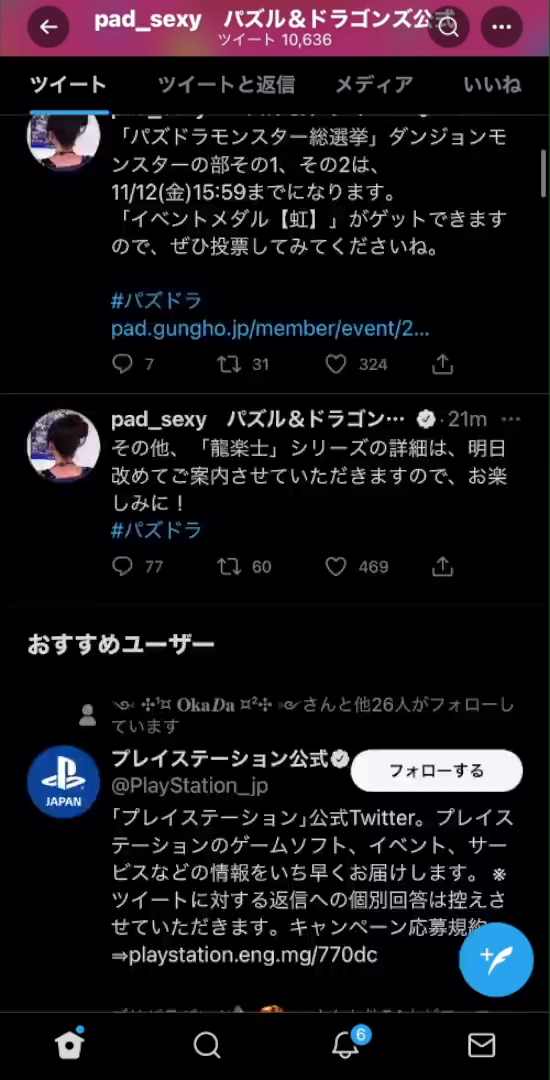 pad_sexy パズル＆ドラゴンズ公式
ツイート 10,636
ツイート ツイートと返信 メディア いいね
「パズドラモンスター総選挙」ダンジョンモ
ンスターの部その1、その2は、
11/12(金)15:59までになります。
「イベントメダル【虹】」がゲットできます
ので、ぜひ投票してみてくださいね。
#パズドラ
pad.gungho.jp/member/event/2...
7 31 324
pad_sexy パズル＆ドラゴン… · 21m
その他、「龍楽士」シリーズの詳細は、明日
改めてご案内させていただきますので、お楽
しみに！
#パズドラ
77 60 469
おすすめユーザー
OkaDa ¤²さんと他26人がフォローし
ています
プレイステーション公式
フォローする
@PlayStation_jp
JAPAN
「プレイステーション」公式Twitter。プレイ
ステーションのゲームソフト、イベント、サー
ビスなどの情報をいち早くお届けします。 ※
ツイートに対する返信への個別回答は控えさ
せていただきます。キャンペーン応募規約
⇒playstation.eng.mg/770dc
6